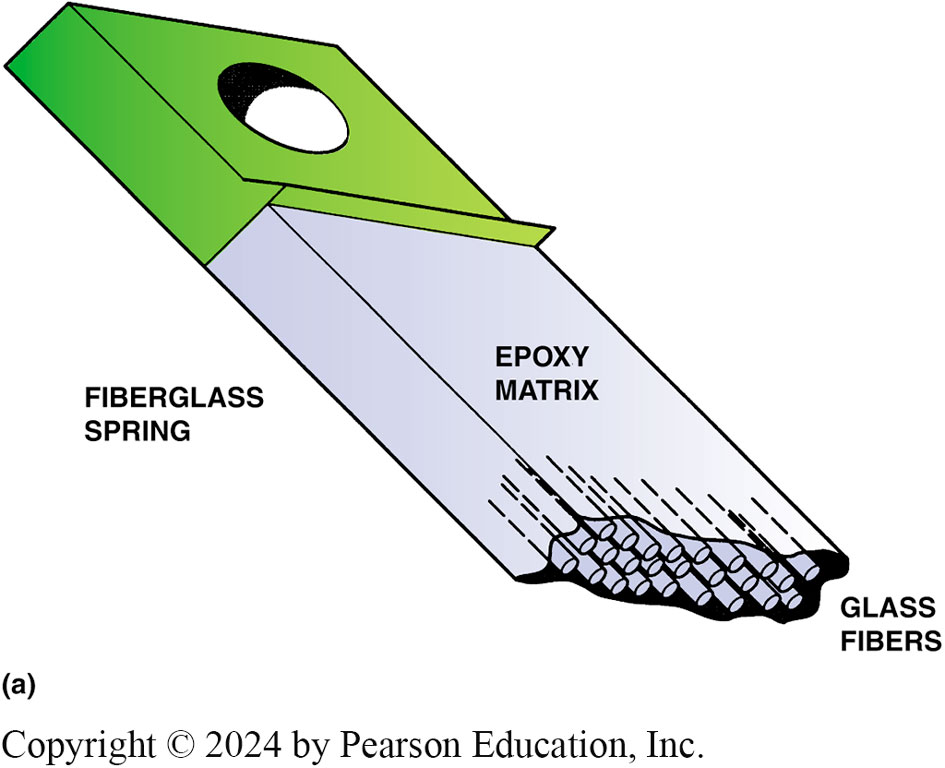 EPOXY
MATRIX
FIBERGLASS
SPRING
GLASS
FIBERS
(a)
Copyright © 2024 by Pearson Education, Inc.